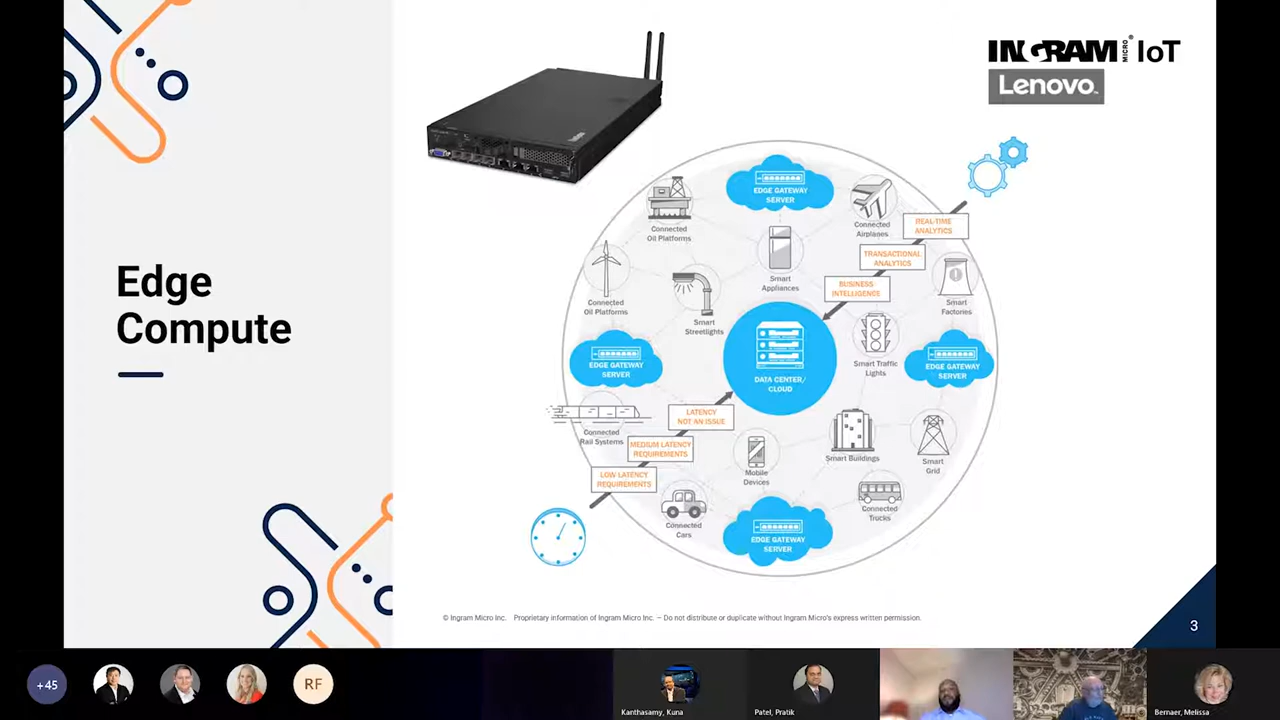 Edge
Compute
INGRAM MICRO® IoT
Lenovo
EDGE GATEWAY
SERVER
Connected
Oil Platforms
Connected
Airplanes
REAL-TIME
ANALYTICS
TRANSACTIONAL
ANALYTICS
Smart
Appliances
BUSINESS
INTELLIGENCE
Connected
Oil Platforms
Smart
Streetlights
Smart
Factories
EDGE GATEWAY
SERVER
DATA CENTER/
CLOUD
Smart Traffic
Lights
EDGE GATEWAY
SERVER
LATENCY
NOT AN ISSUE
Connected
Rail Systems
MEDIUM LATENCY
REQUIREMENTS
LOW LATENCY
REQUIREMENTS
Mobile
Devices
Smart Buildings
Smart
Grid
Connected
Cars
EDGE GATEWAY
SERVER
Connected
Trucks
© Ingram Micro Inc. Proprietary information of Ingram Micro Inc. – Do not distribute or duplicate without Ingram Micro's express written permission.
3
+45
RF
Kanthasamy, Kuna
Patel, Pratik
Bernaer, Melissa